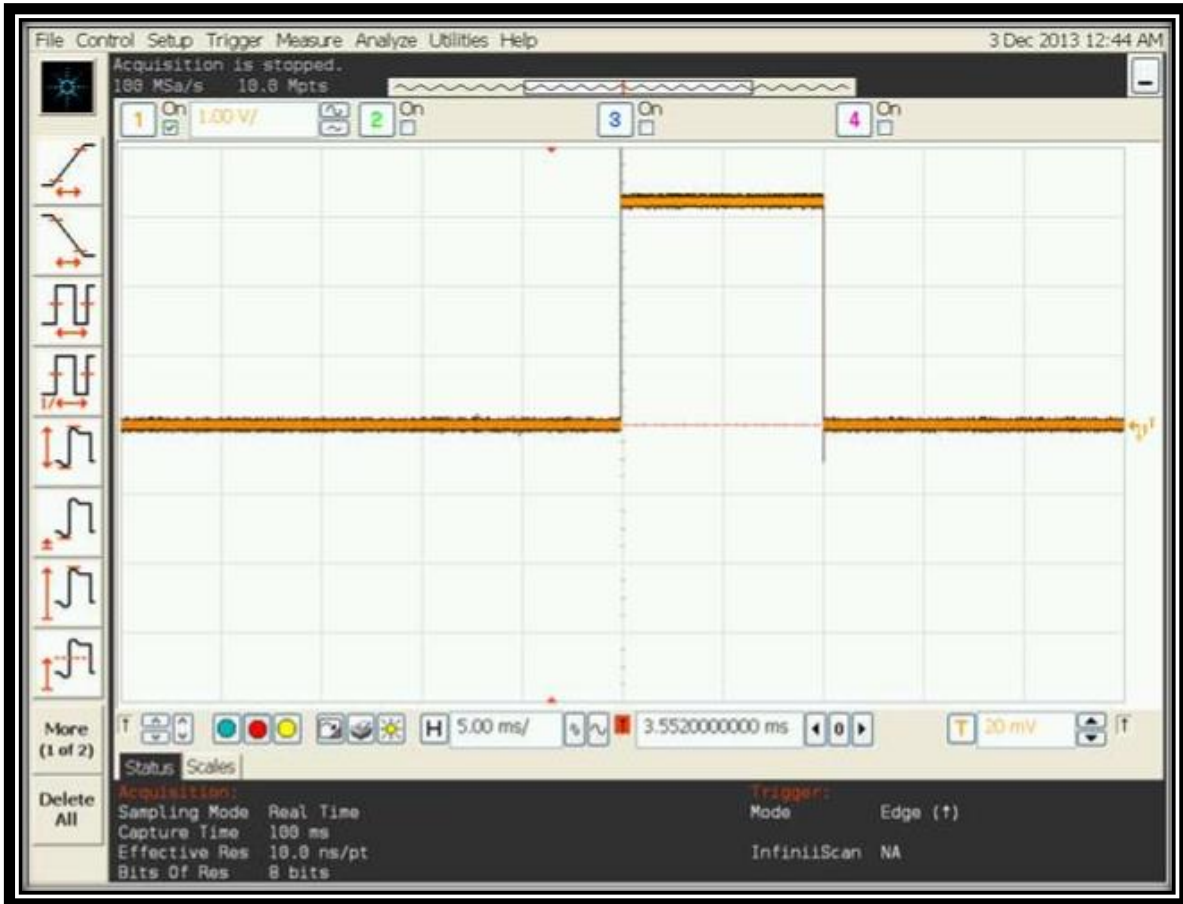 File Control Setup Trigger Measure Analyze Utilities Help 3 Dec 2013 12:44 AM
Acquisition is stopped.
100 MSa/s 10.0 Mpts
1 On 1.00 V/ 2 On 3 On 4 On
H 5.00 ms/ T 3.5520000000 ms 0 T 20 mV
More
(1 of 2)
Delete
All
Status Scales
Acquisition: Trigger:
Sampling Mode Real Time Mode Edge (↑)
Capture Time 100 ms
Effective Res 10.0 ns/pt InfiniiScan NA
Bits Of Res 8 bits